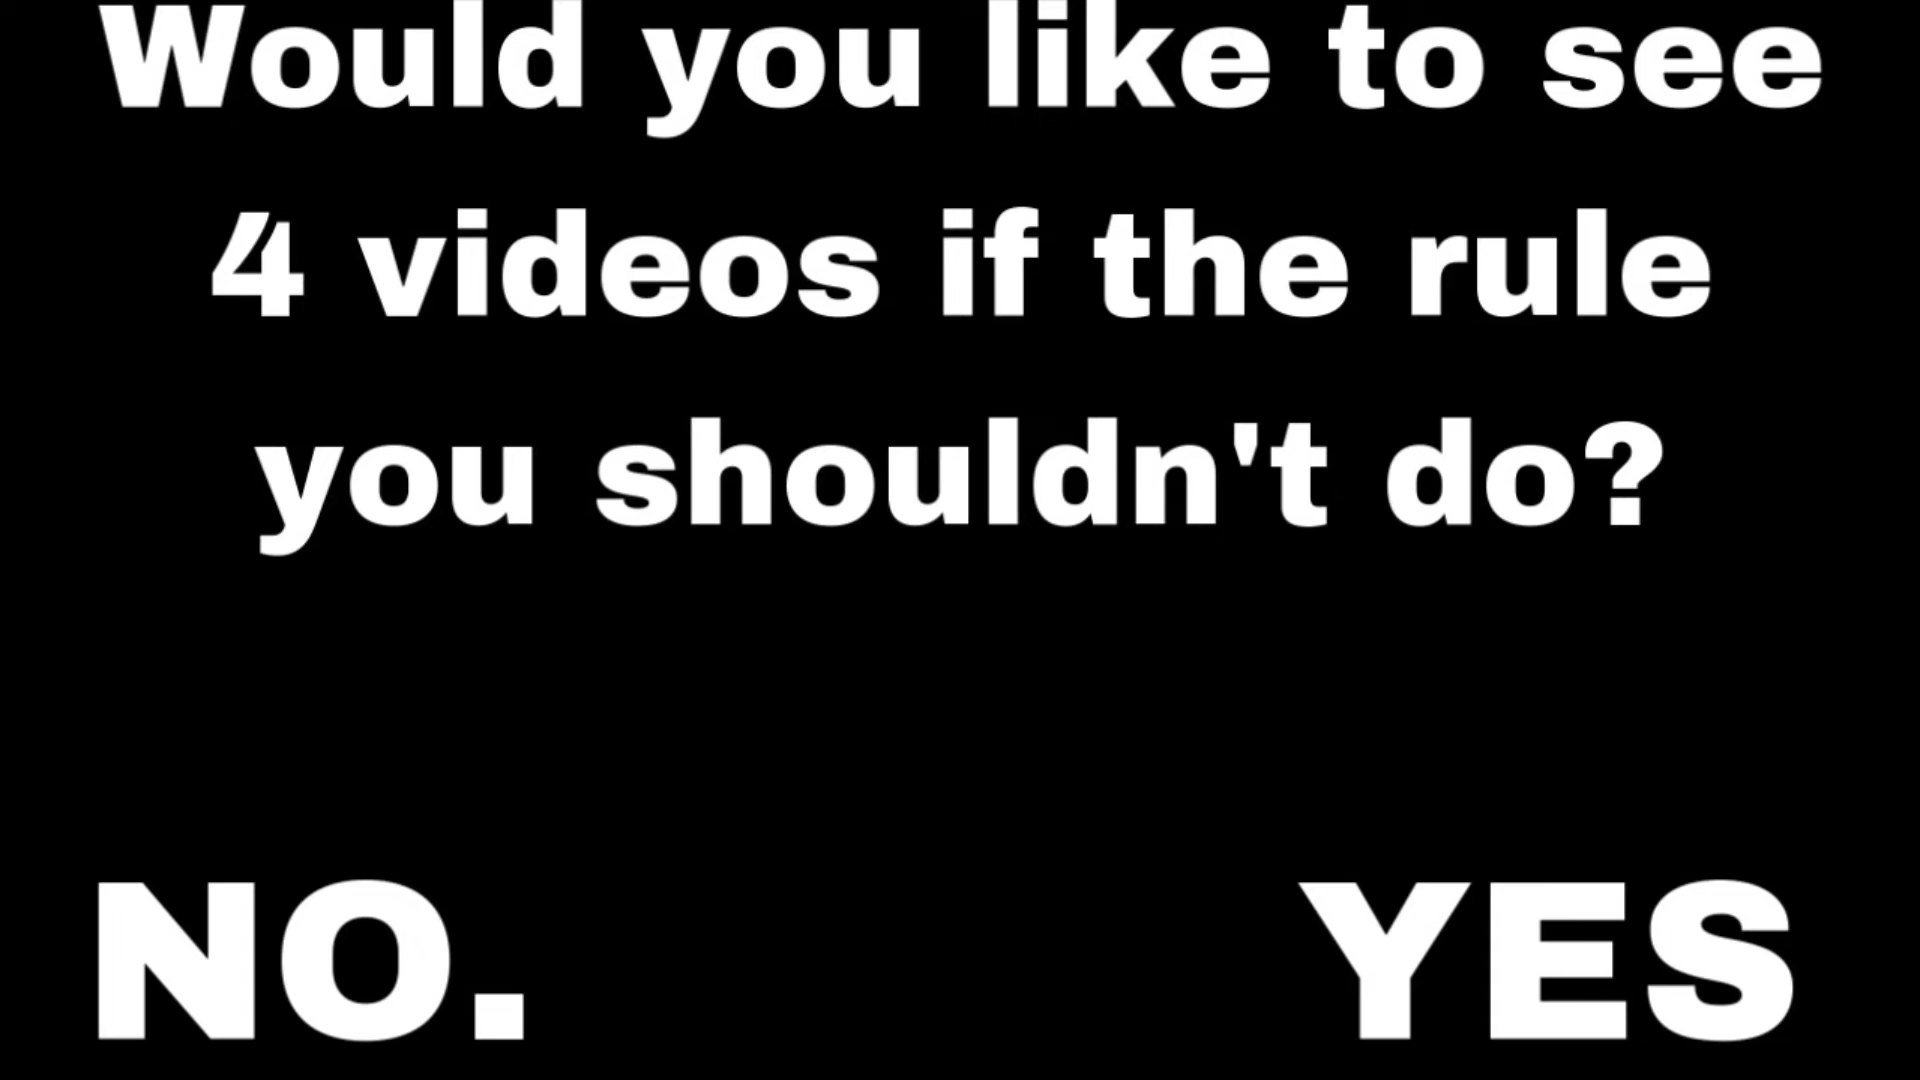 Would you like to see
4 videos if the rule
you shouldn't do?
NO. YES